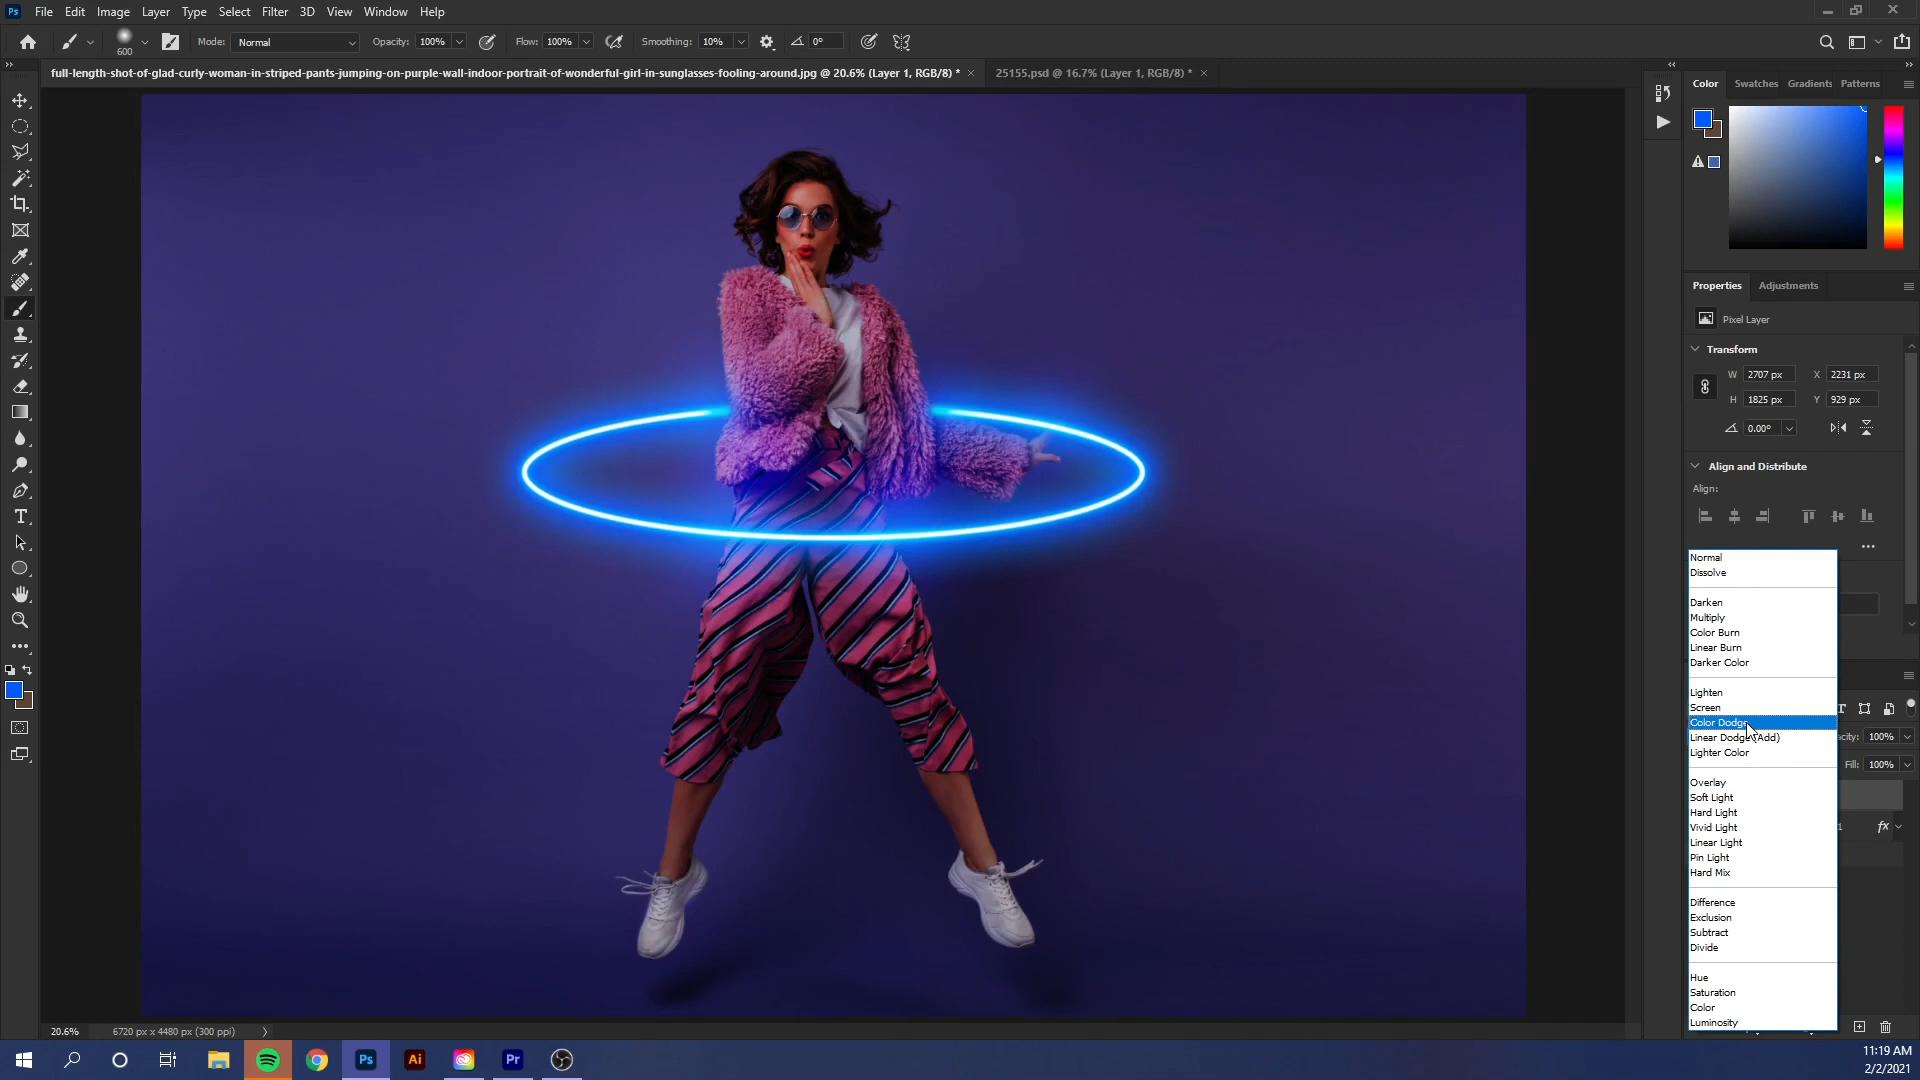 Ps File Edit Image Layer Type Select Filter 3D View Window Help
600 Mode: Normal Opacity: 100% Flow: 100% Smoothing: 10% 0°
full-length-shot-of-glad-curly-woman-in-striped-pants-jumping-on-purple-wall-indoor-portrait-of-wonderful-girl-in-sunglasses-fooling-around.jpg @ 20.6% (Layer 1, RGB/8) * × 25155.psd @ 16.7% (Layer 1, RGB/8) * ×
Color Swatches Gradients Patterns
Properties Adjustments
Pixel Layer
Transform
W 2707 px X 2231 px
H 1825 px Y 929 px
0.00°
Align and Distribute
Align:
Normal
Dissolve
Darken
Multiply
Color Burn
Linear Burn
Darker Color
Lighten
Screen
Color Dodge
Linear Dodge (Add)
Lighter Color
Overlay
Soft Light
Hard Light
Vivid Light
Linear Light
Pin Light
Hard Mix
Difference
Exclusion
Subtract
Divide
Hue
Saturation
Color
Luminosity
100%
Fill: 100%
1 fx
20.6% 6720 px x 4480 px (300 ppi)
Ps Ai Pr
11:19 AM
2/2/2021